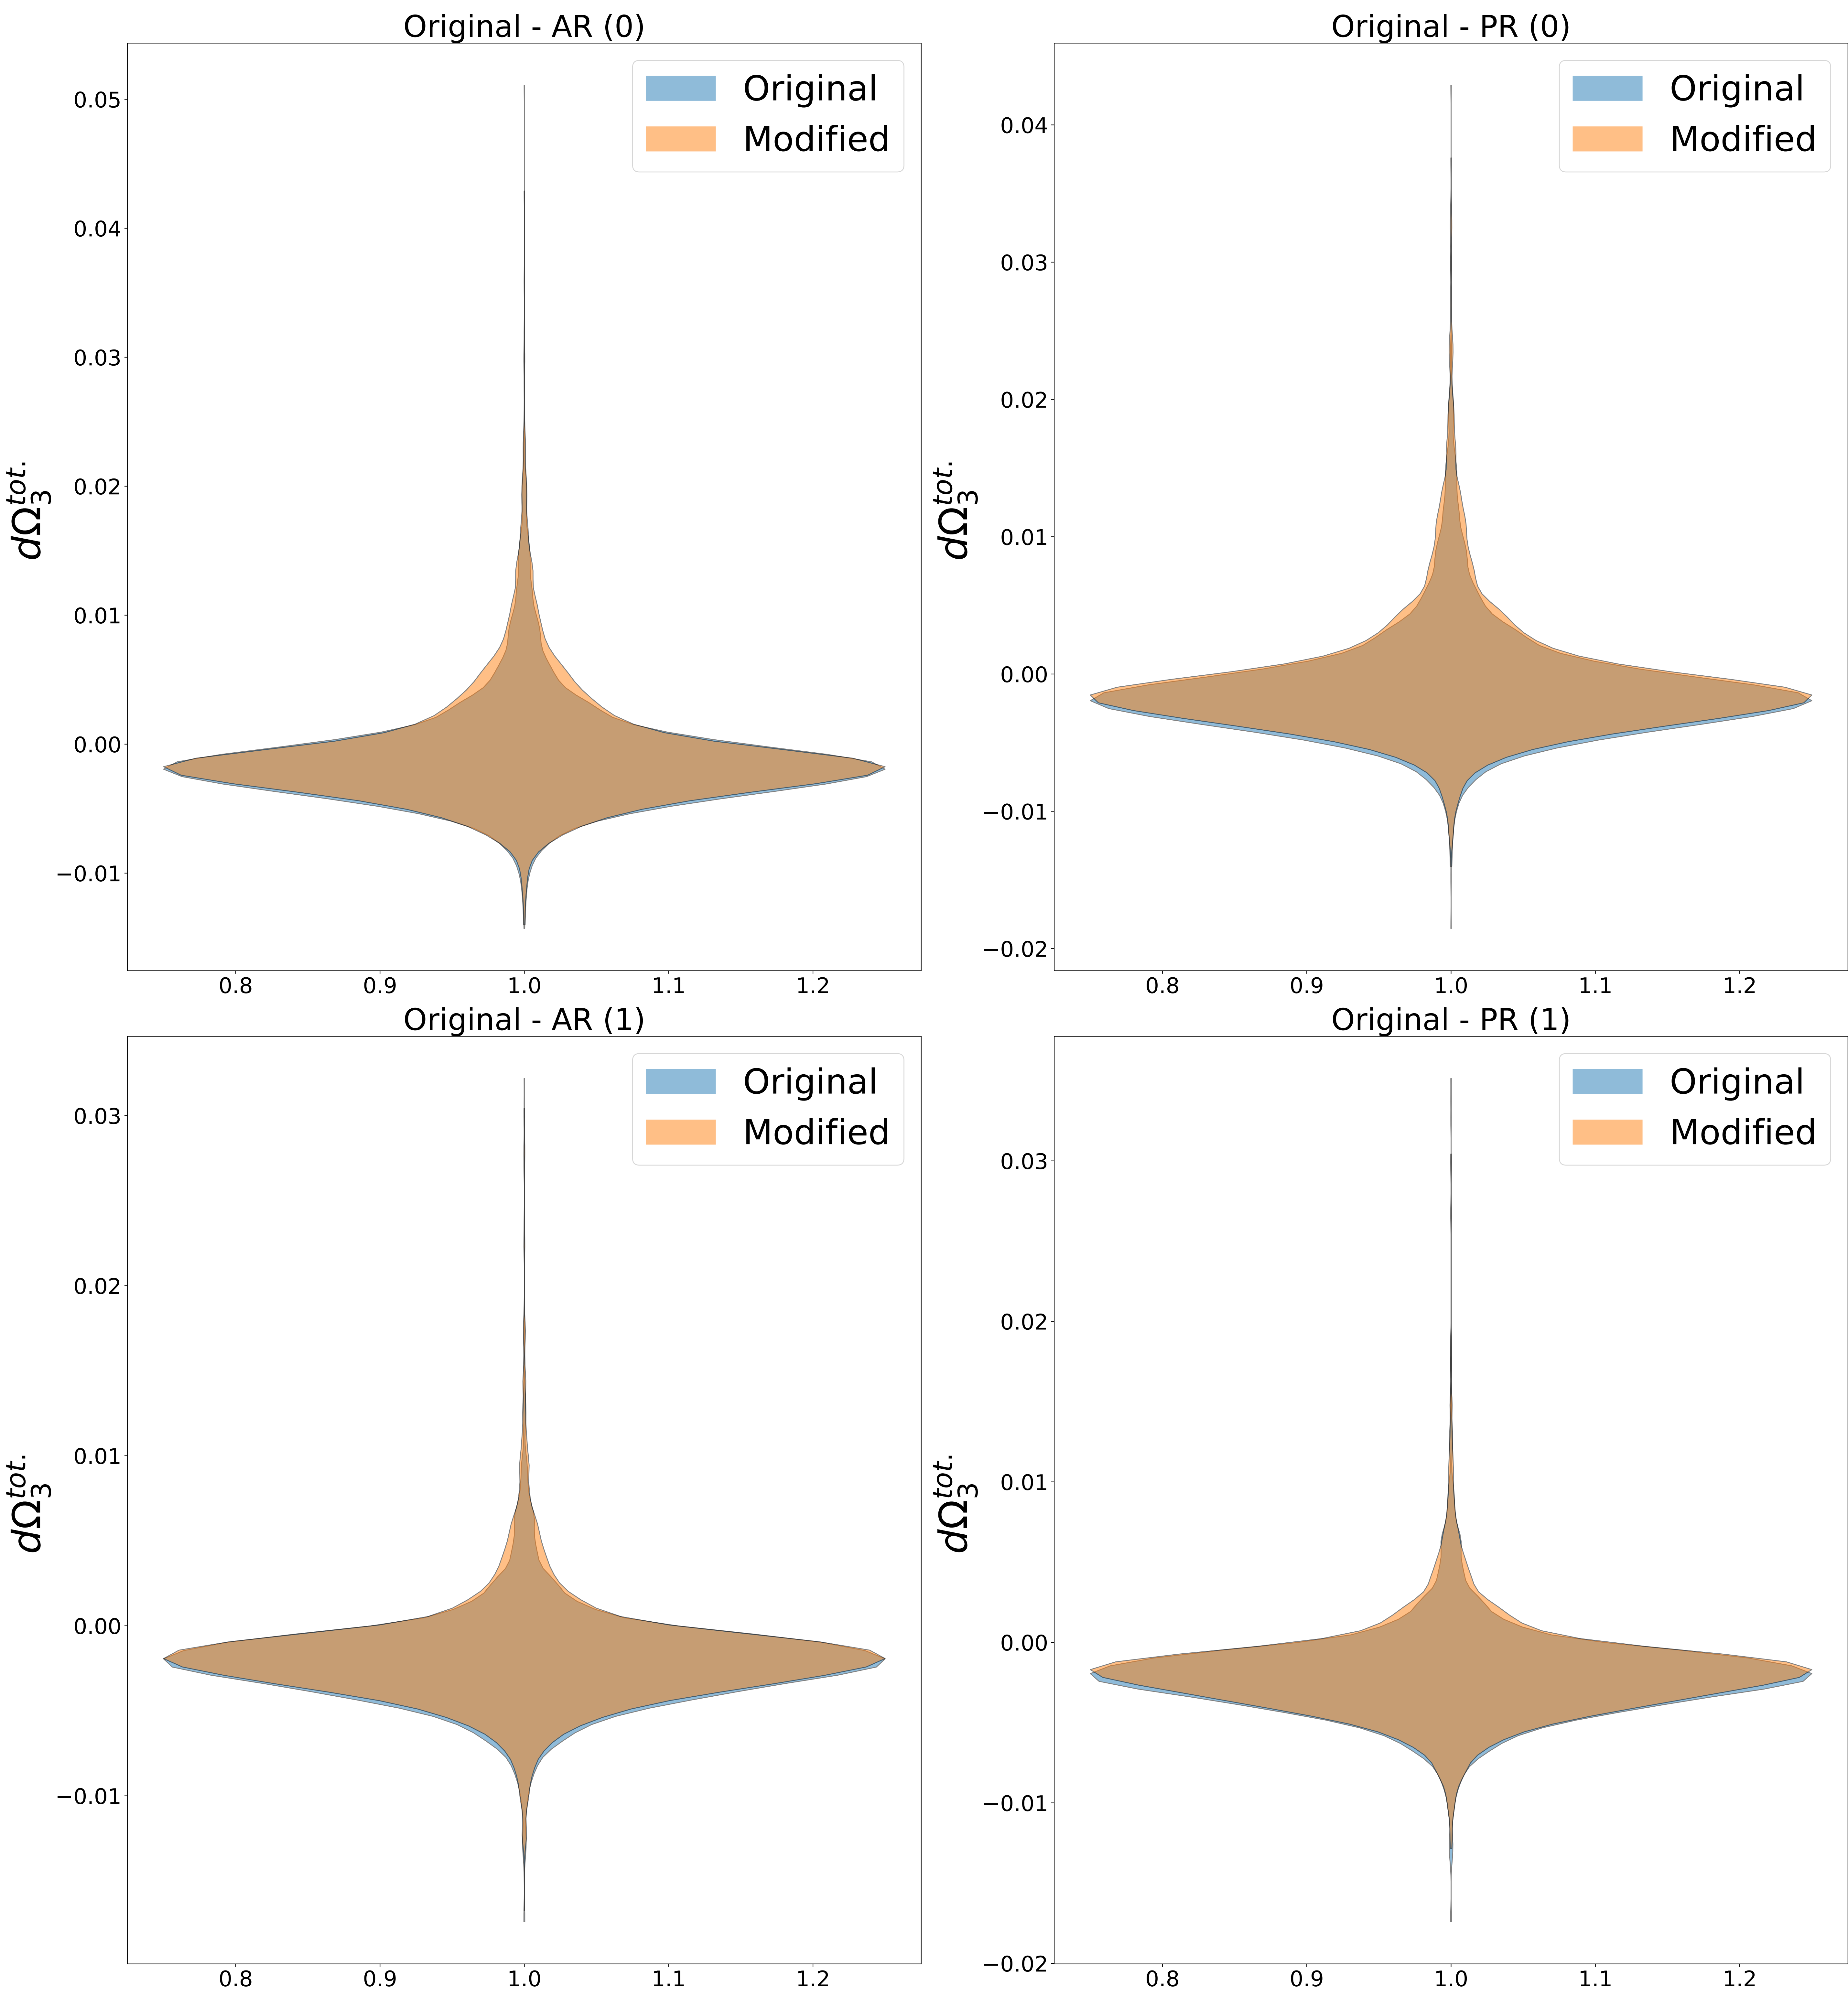 Original - AR (0)
Original
Modified
0.05
0.04
0.03
0.02
0.01
0.00
−0.01
dΩ₃ᵗᵒᵗ·
0.8 0.9 1.0 1.1 1.2
Original - PR (0)
Original
Modified
0.04
0.03
0.02
0.01
0.00
−0.01
−0.02
dΩ₃ᵗᵒᵗ·
0.8 0.9 1.0 1.1 1.2
Original - AR (1)
Original
Modified
0.03
0.02
0.01
0.00
−0.01
dΩ₃ᵗᵒᵗ·
0.8 0.9 1.0 1.1 1.2
Original - PR (1)
Original
Modified
0.03
0.02
0.01
0.00
−0.01
−0.02
dΩ₃ᵗᵒᵗ·
0.8 0.9 1.0 1.1 1.2